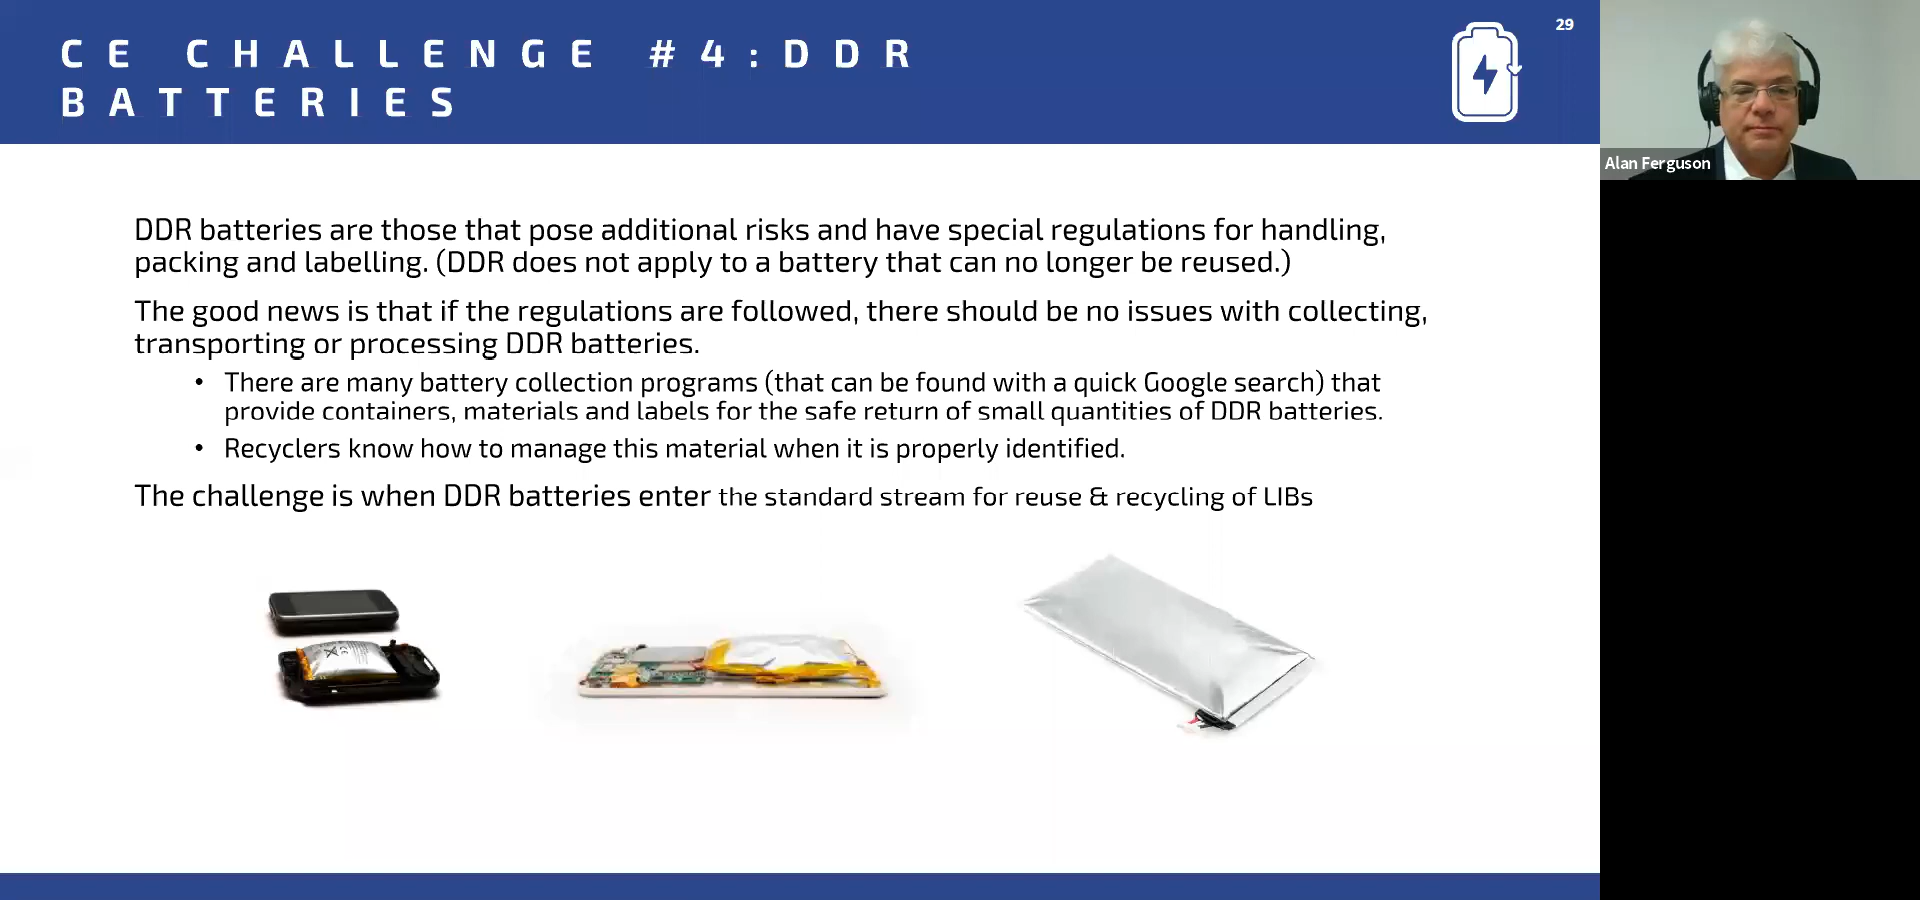 CE CHALLENGE #4:DDR
BATTERIES
29
Alan Ferguson
DDR batteries are those that pose additional risks and have special regulations for handling,
packing and labelling. (DDR does not apply to a battery that can no longer be reused.)
The good news is that if the regulations are followed, there should be no issues with collecting,
transporting or processing DDR batteries.
• There are many battery collection programs (that can be found with a quick Google search) that
provide containers, materials and labels for the safe return of small quantities of DDR batteries.
• Recyclers know how to manage this material when it is properly identified.
The challenge is when DDR batteries enter the standard stream for reuse & recycling of LIBs